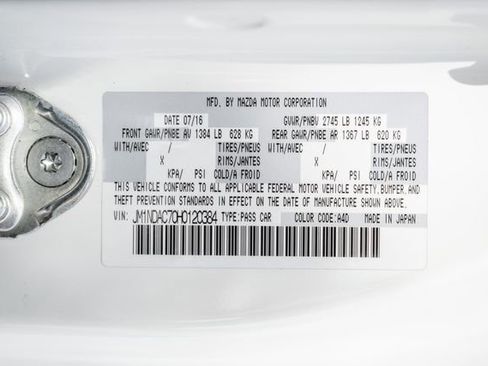 MFD. BY MAZDA MOTOR CORPORATION
DATE 07/16 GVWR/PNBV 2745 LB 1245 KG
FRONT GAWR/PNBE AV 1384 LB 628 KG REAR GAWR/PNBE AR 1367 LB 620 KG
WITH/AVEC / TIRES/PNEUS WITH/AVEC / TIRES/PNEUS
X RIMS/JANTES X RIMS/JANTES
KPA/ PSI COLD/A FROID KPA/ PSI COLD/A FROID
THIS VEHICLE CONFORMS TO ALL APPLICABLE FEDERAL MOTOR VEHICLE SAFETY,BUMPER,AND
THEFT PREVENTION STANDARDS IN EFFECT ON THE DATE OF MANUFACTURE SHOWN ABOVE.
VIN: JM1NDAC70H0120384 TYPE:PASS CAR COLOR CODE: A4D MADE IN JAPAN